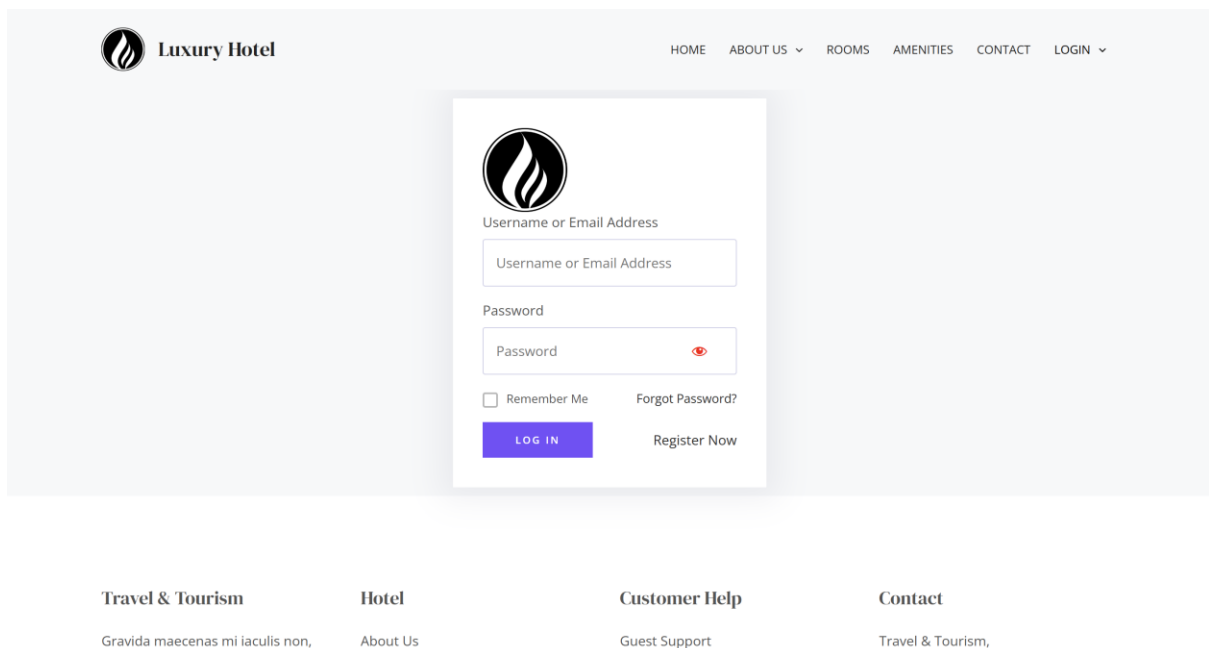 Luxury Hotel
HOME ABOUT US ROOMS AMENITIES CONTACT LOGIN
Username or Email Address
Username or Email Address
Password
Password
Remember Me Forgot Password?
LOG IN Register Now
Travel & Tourism Hotel Customer Help Contact
Gravida maecenas mi iaculis non, About Us Guest Support Travel & Tourism,